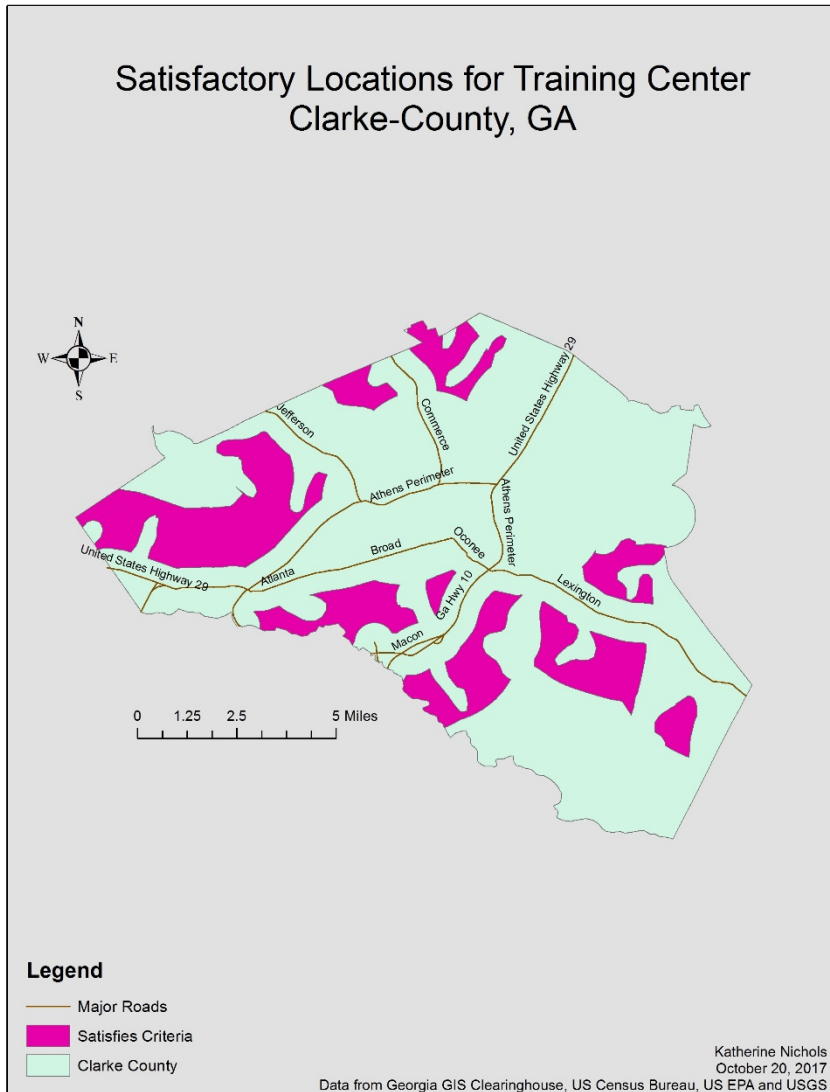 Satisfactory Locations for Training Center
Clarke-County, GA
N
W E
S
United States Highway 29
Jefferson
Commerce
Athens Perimeter
Athens Perimeter
Oconee
Broad
United States Highway 29
Atlanta
Ga Hwy 10
Lexington
Macon
0 1.25 2.5 5 Miles
Legend
Major Roads
Satisfies Criteria
Clarke County
Katherine Nichols
October 20, 2017
Data from Georgia GIS Clearinghouse, US Census Bureau, US EPA and USGS